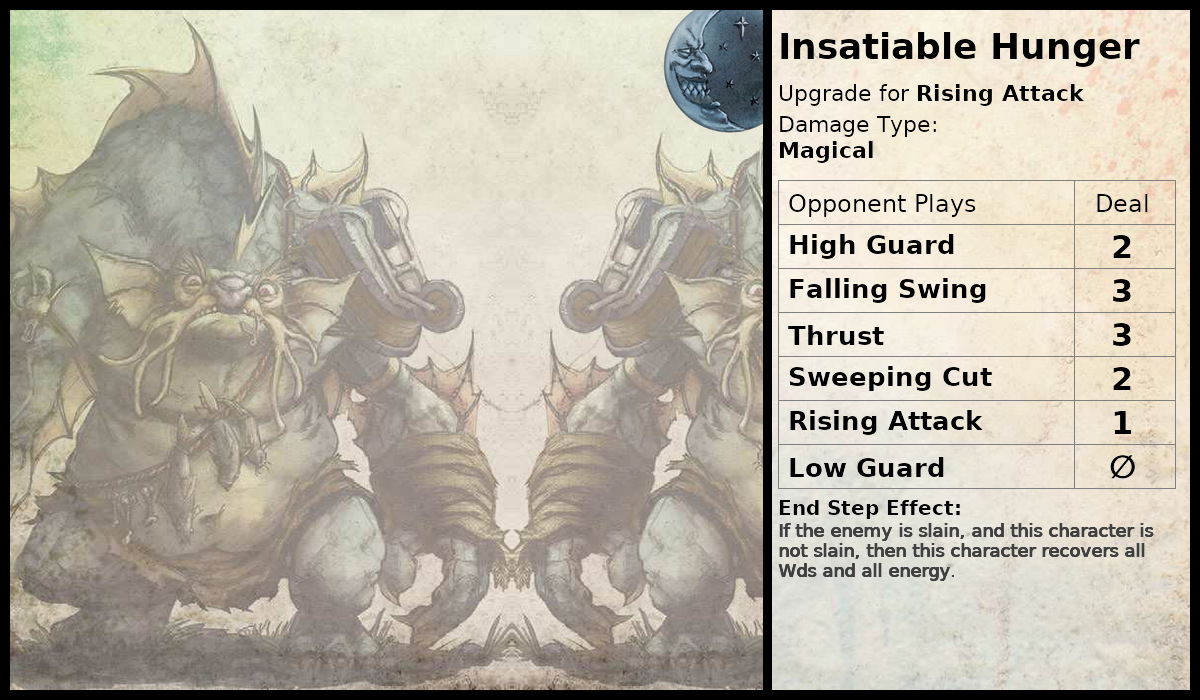 Insatiable Hunger
Upgrade for Rising Attack
Damage Type:
Magical
Opponent Plays Deal
High Guard 2
Falling Swing 3
Thrust 3
Sweeping Cut 2
Rising Attack 1
Low Guard ∅
End Step Effect:
If the enemy is slain, and this character is
not slain, then this character recovers all
Wds and all energy.